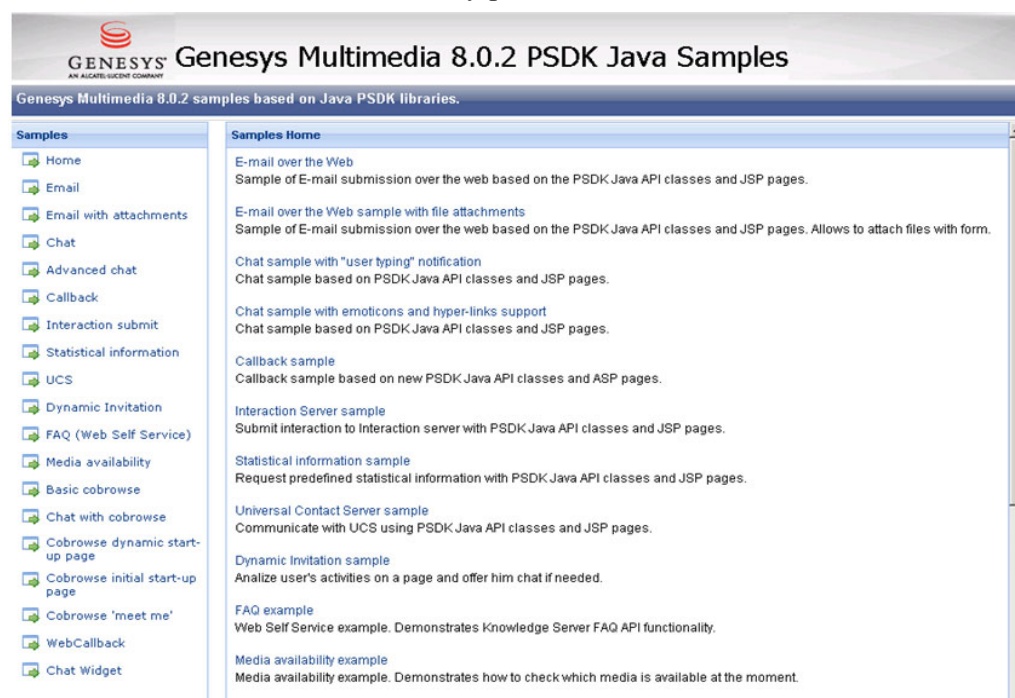 GENESYS
AN ALCATEL-LUCENT COMPANY
Genesys Multimedia 8.0.2 PSDK Java Samples
Genesys Multimedia 8.0.2 samples based on Java PSDK libraries.
Samples
Home
Email
Email with attachments
Chat
Advanced chat
Callback
Interaction submit
Statistical information
UCS
Dynamic Invitation
FAQ (Web Self Service)
Media availability
Basic cobrowse
Chat with cobrowse
Cobrowse dynamic start-
up page
Cobrowse initial start-up
page
Cobrowse 'meet me'
WebCallback
Chat Widget
Samples Home
E-mail over the Web
Sample of E-mail submission over the web based on the PSDK Java API classes and JSP pages.
E-mail over the Web sample with file attachments
Sample of E-mail submission over the web based on the PSDK Java API classes and JSP pages. Allows to attach files with form.
Chat sample with "user typing" notification
Chat sample based on PSDK Java API classes and JSP pages.
Chat sample with emoticons and hyper-links support
Chat sample based on PSDK Java API classes and JSP pages.
Callback sample
Callback sample based on new PSDK Java API classes and ASP pages.
Interaction Server sample
Submit interaction to Interaction server with PSDK Java API classes and JSP pages.
Statistical information sample
Request predefined statistical information with PSDK Java API classes and JSP pages.
Universal Contact Server sample
Communicate with UCS using PSDK Java API classes and JSP pages.
Dynamic Invitation sample
Analize user's activities on a page and offer him chat if needed.
FAQ example
Web Self Service example. Demonstrates Knowledge Server FAQ API functionality.
Media availability example
Media availability example. Demonstrates how to check which media is available at the moment.